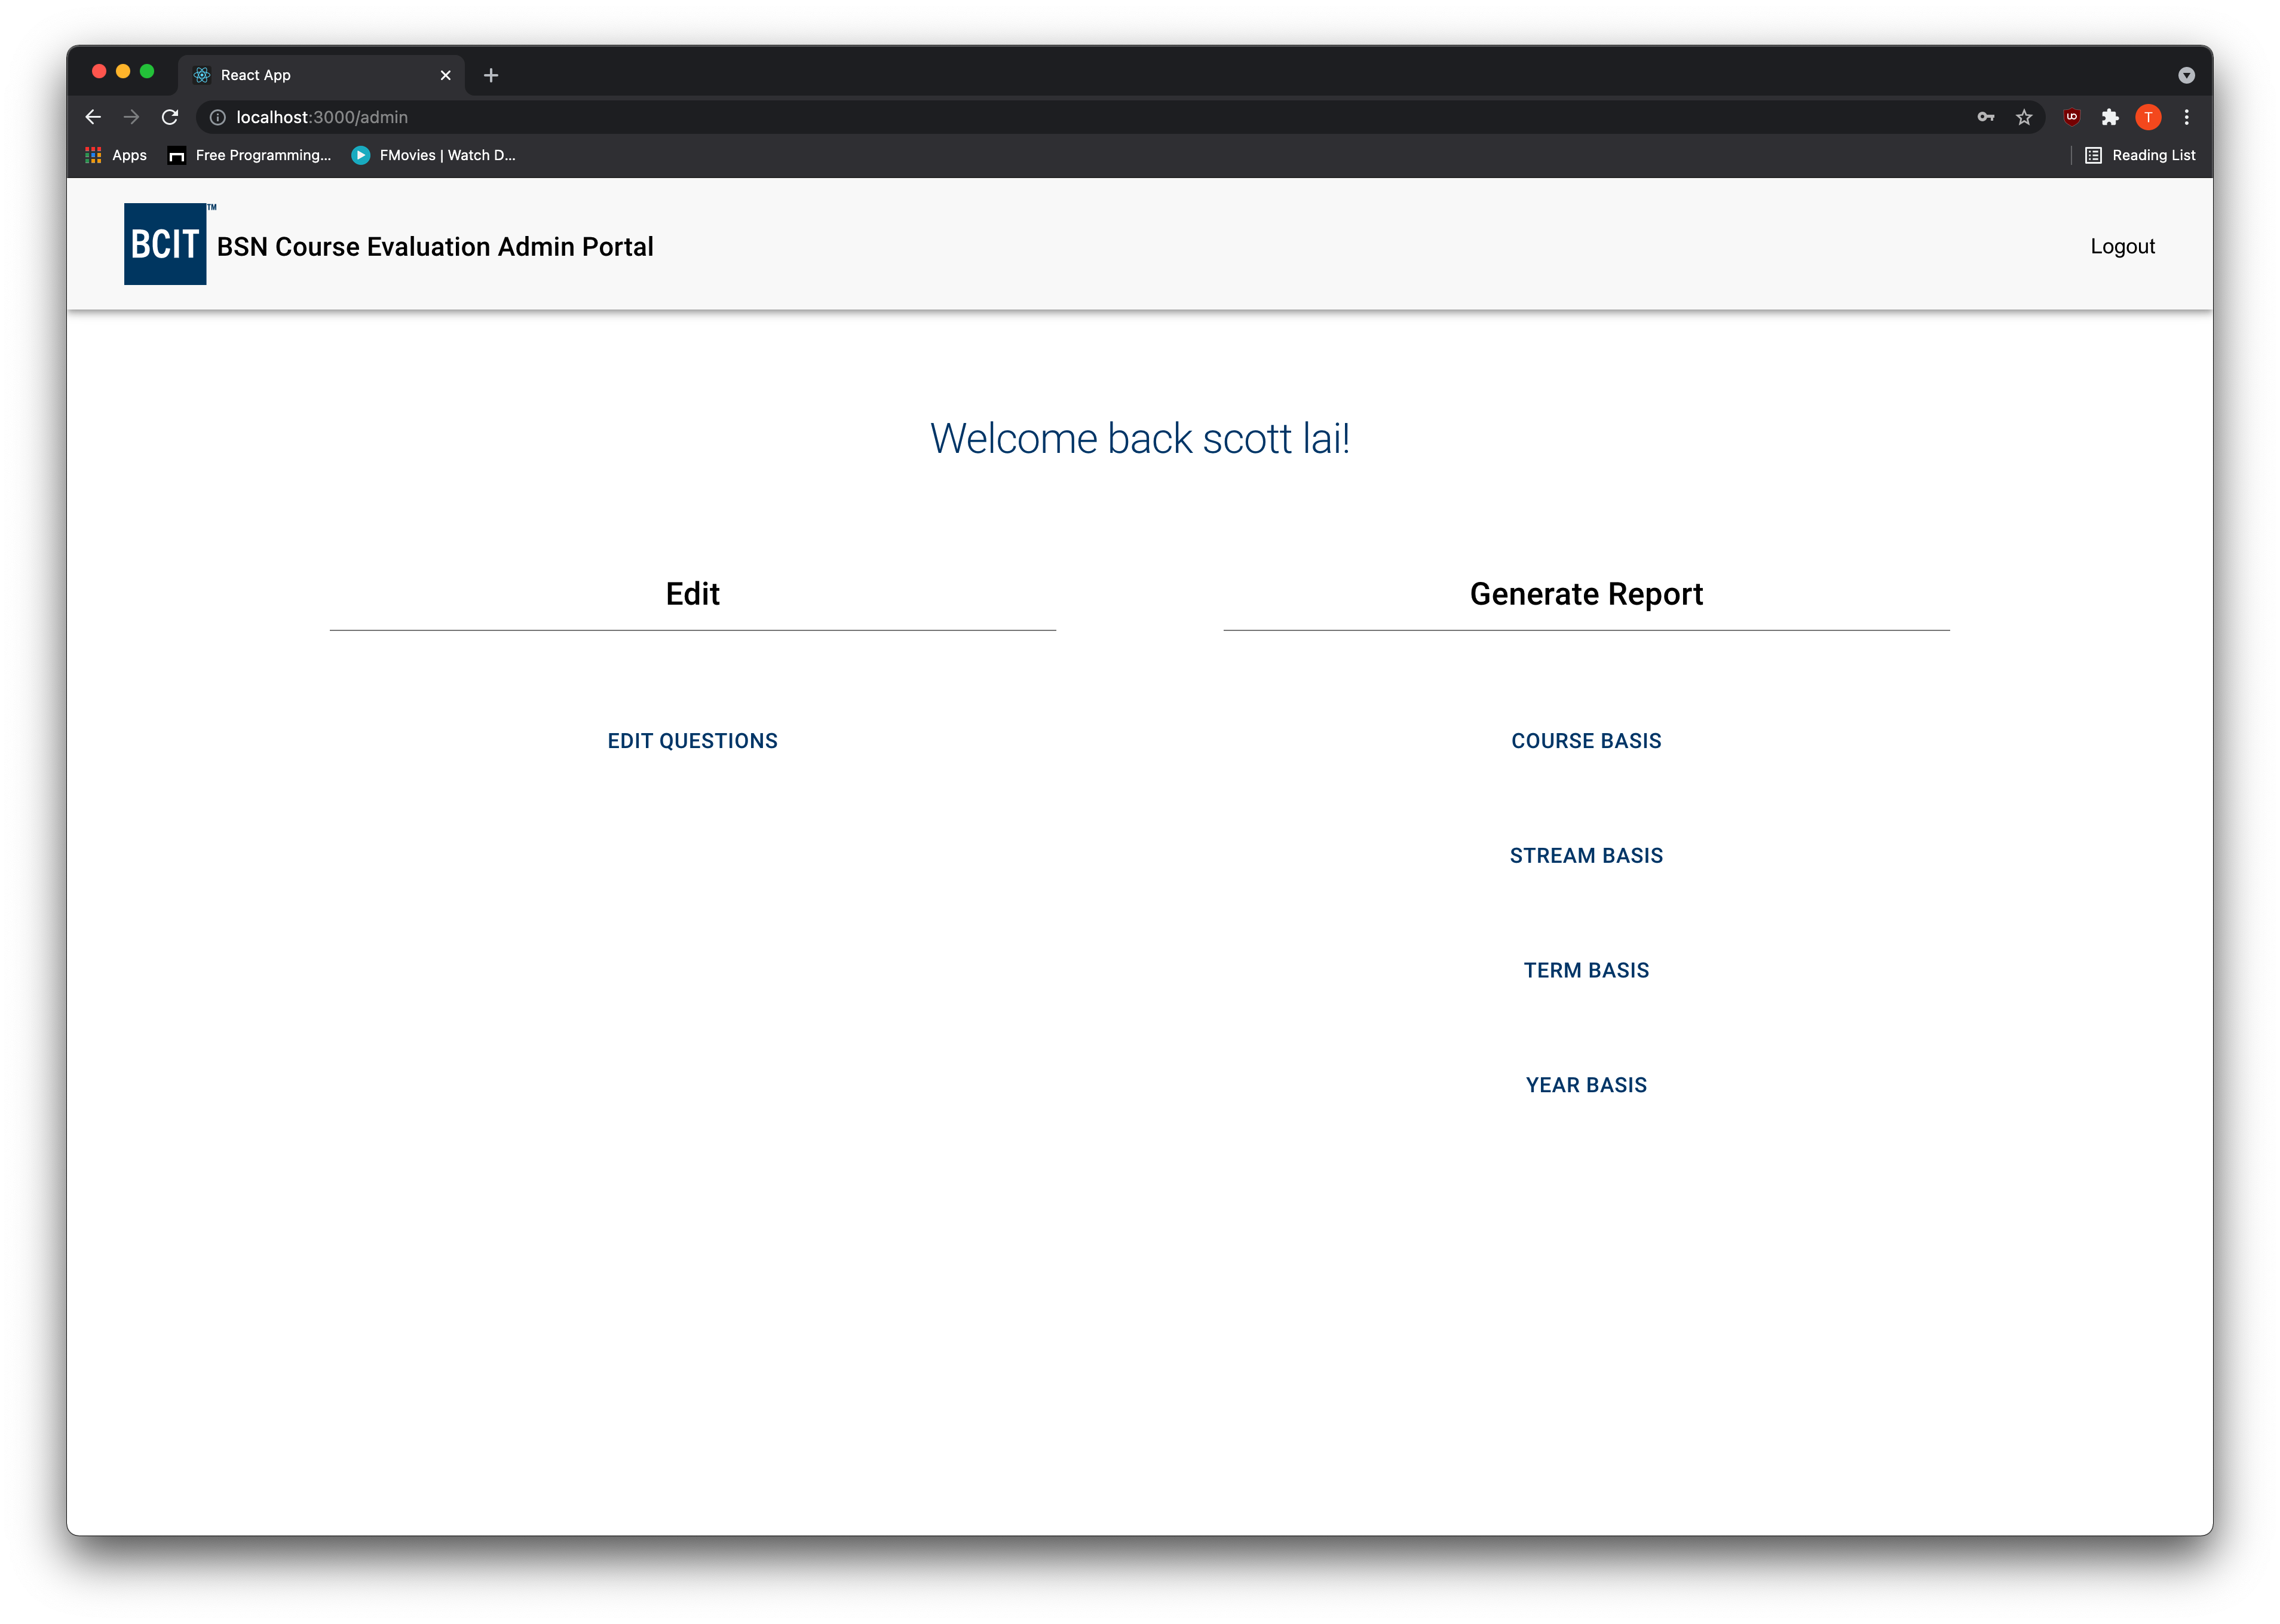 React App
localhost:3000/admin
T
Apps
Free Programming...
FMovies | Watch D...
Reading List
BCIT™
BSN Course Evaluation Admin Portal
Logout
Welcome back scott lai!
Edit
Generate Report
EDIT QUESTIONS
COURSE BASIS
STREAM BASIS
TERM BASIS
YEAR BASIS